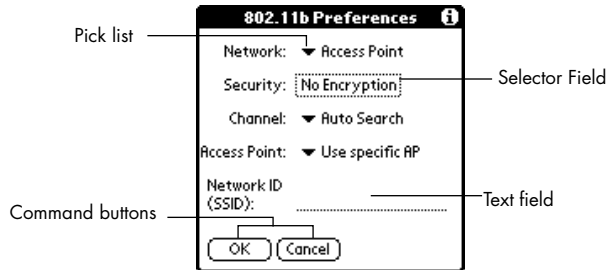 802.11b Preferences i
Pick list
Network: Access Point
Security: No Encryption
Selector Field
Channel: Auto Search
Access Point: Use specific AP
Network ID
(SSID):
Text field
Command buttons
OK Cancel